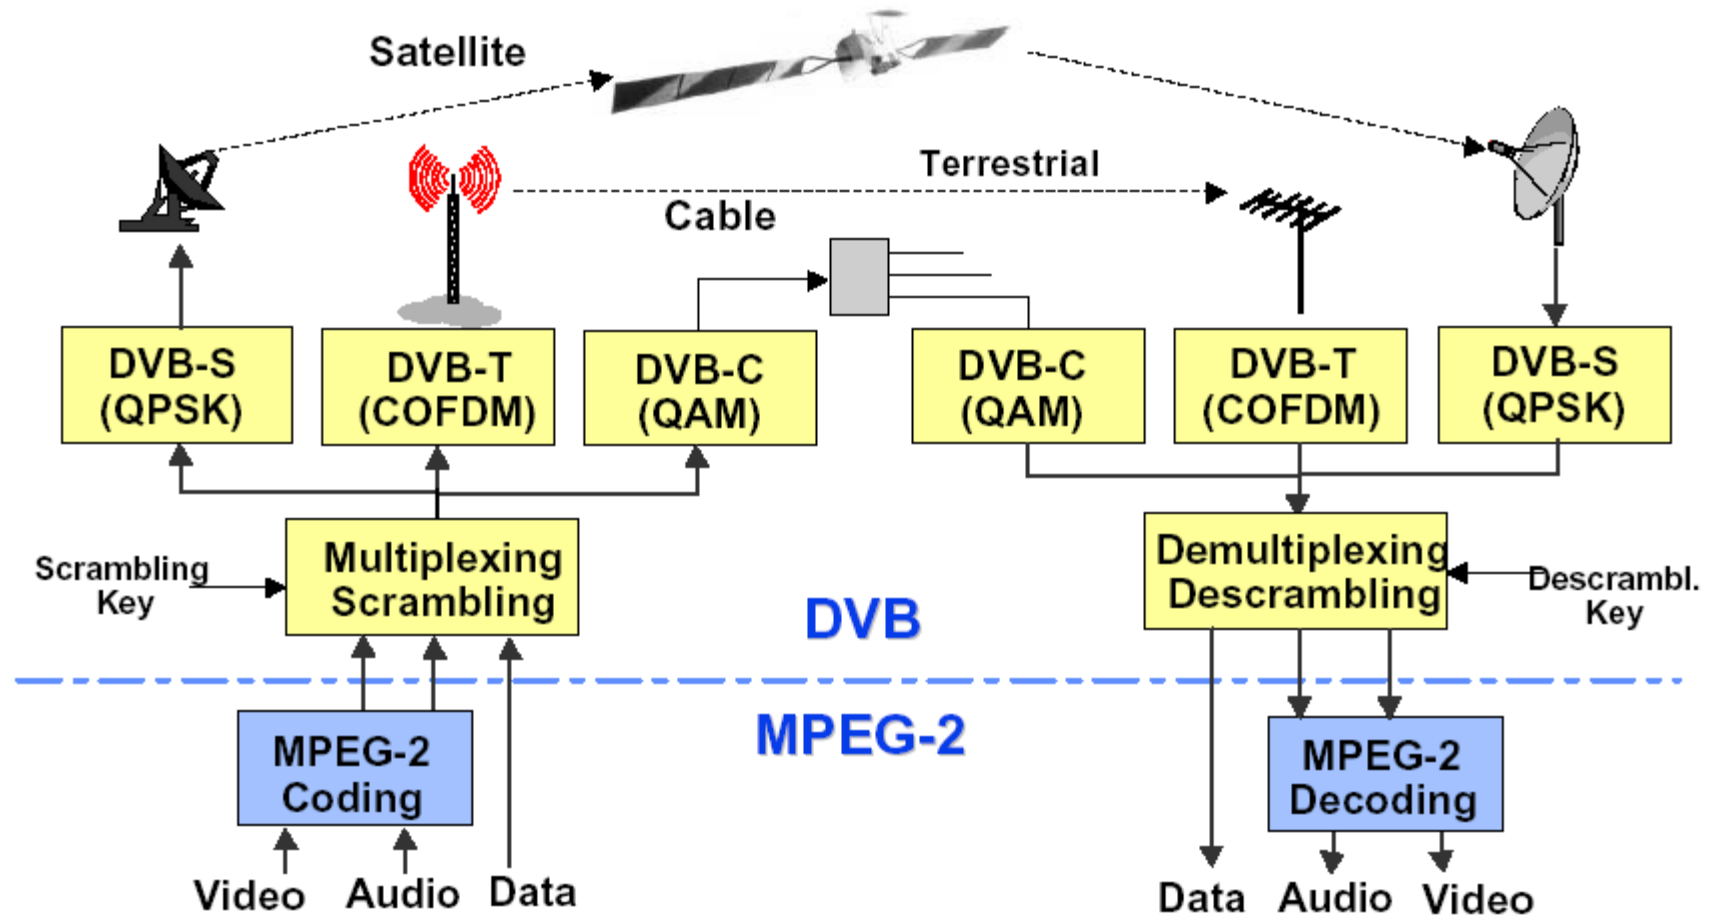 Satellite
Terrestrial
Cable
DVB-S
(QPSK)
DVB-T
(COFDM)
DVB-C
(QAM)
DVB-C
(QAM)
DVB-T
(COFDM)
DVB-S
(QPSK)
Scrambling
Key
Multiplexing
Scrambling
Demultiplexing
Descrambling
Descrambl.
Key
DVB
MPEG-2
MPEG-2
Coding
MPEG-2
Decoding
Video
Audio
Data
Data
Audio
Video